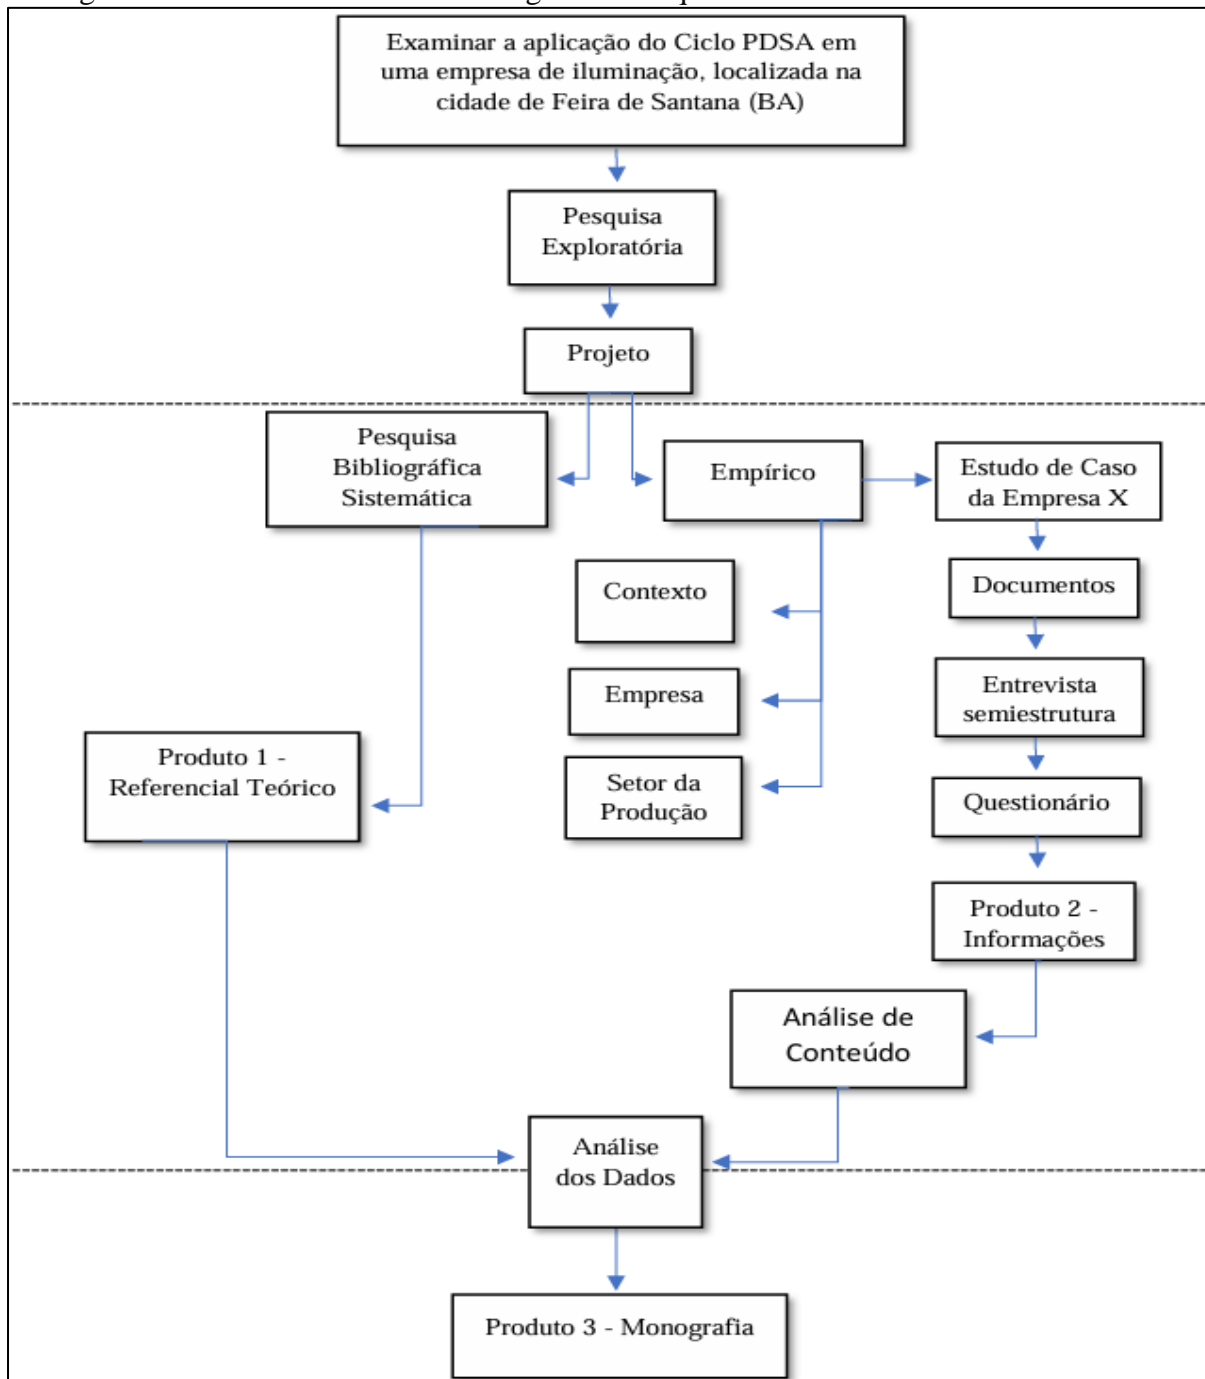 Examinar a aplicação do Ciclo PDSA em
uma empresa de iluminação, localizada na
cidade de Feira de Santana (BA)
Pesquisa
Exploratória
Projeto
Pesquisa
Bibliográfica
Sistemática
Empírico
Estudo de Caso
da Empresa X
Contexto
Documentos
Empresa
Entrevista
semiestrutura
Produto 1 -
Referencial Teórico
Setor da
Produção
Questionário
Produto 2 -
Informações
Análise de
Conteúdo
Análise
dos Dados
Produto 3 - Monografia